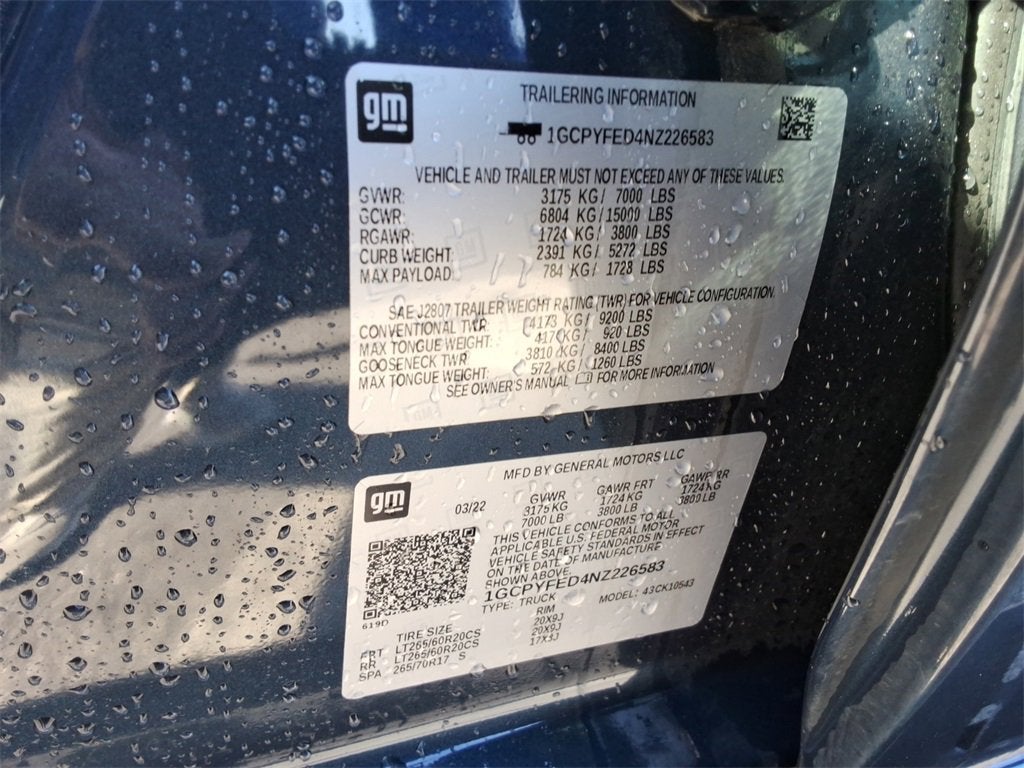 gm
TRAILERING INFORMATION
1GCPYFED4NZ226583
VEHICLE AND TRAILER MUST NOT EXCEED ANY OF THESE VALUES.
GVWR: 3175 KG/ 7000 LBS
GCWR: 6804 KG/ 15000 LBS
RGAWR: 1724 KG/ 3800 LBS
CURB WEIGHT: 2391 KG/ 5272 LBS
MAX PAYLOAD: 784 KG/ 1728 LBS
SAE J2807 TRAILER WEIGHT RATING (TWR) FOR VEHICLE CONFIGURATION.
CONVENTIONAL TWR: 4173 KG/ 9200 LBS
MAX TONGUE WEIGHT: 417 KG/ 920 LBS
GOOSENECK TWR 3810 KG/ 8400 LBS
MAX TONGUE WEIGHT: 572 KG/ 1260 LBS
SEE OWNER'S MANUAL FOR MORE INFORMATION
gm
MFD BY GENERAL MOTORS LLC
03/22
GVWR GAWR FRT GAWR RR
3175 KG 1724 KG 1724 KG
7000 LB 3800 LB 3800 LB
THIS VEHICLE CONFORMS TO ALL
APPLICABLE U.S. FEDERAL MOTOR
VEHICLE SAFETY STANDARDS IN EFFECT
ON THE DATE OF MANUFACTURE
SHOWN ABOVE.
1GCPYFED4NZ226583
TYPE: TRUCK MODEL: 43CK10543
619D
TIRE SIZE RIM
FRT LT265/60R20CS 20X9J
RR LT265/60R20CS 20X9J
SPA 265/70R17 S